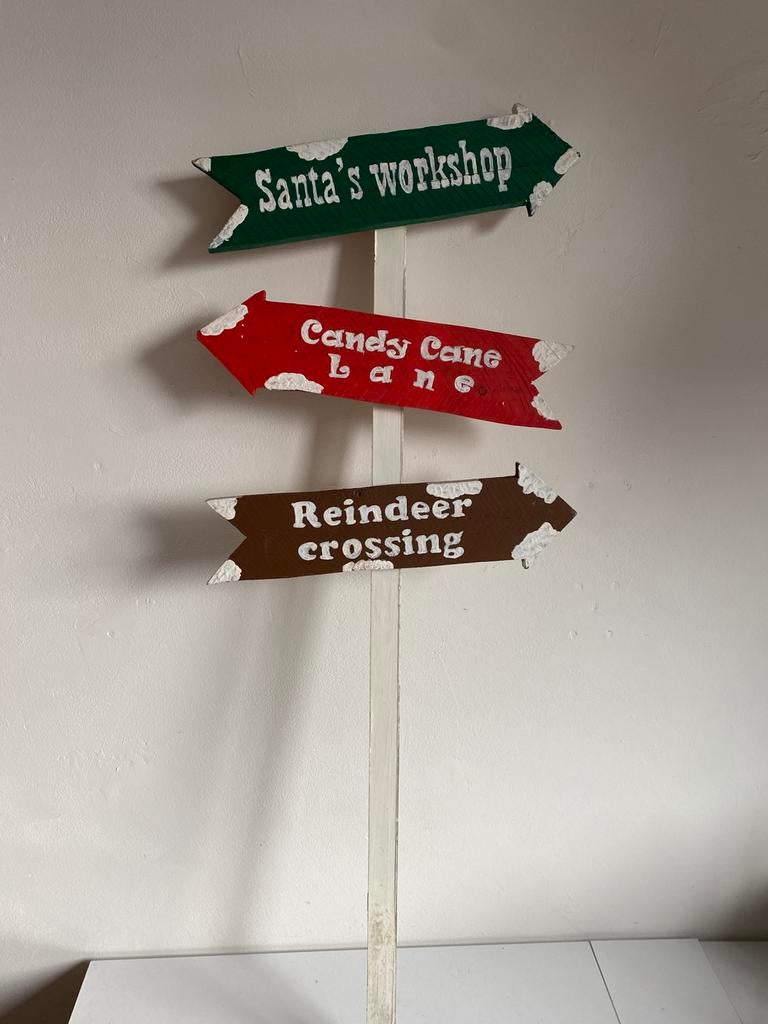 Santa's workshop
Candy Cane
Lane
Reindeer
crossing